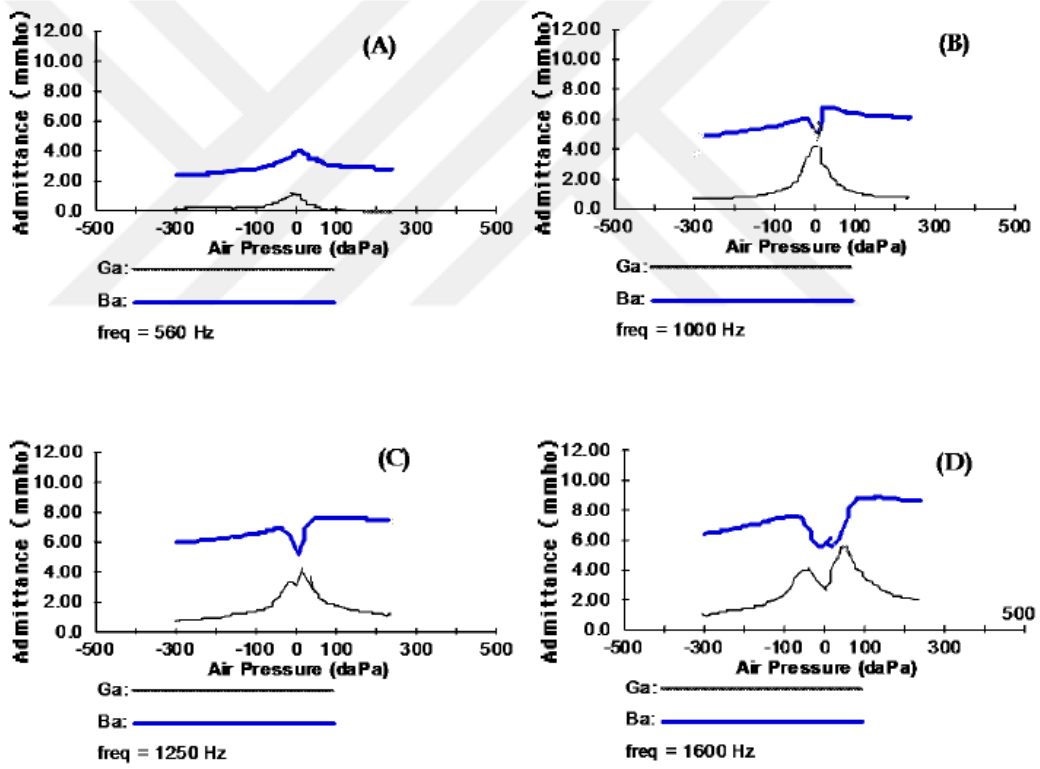 (A)
Admittance (mmho)
12.00
10.00
8.00
6.00
4.00
2.00
0.0
-500 -300 -100 0 100 300 500
Air Pressure (daPa)
Ga:
Ba:
freq = 560 Hz
(B)
Admittance (mmho)
12.00
10.00
8.00
6.00
4.00
2.00
0.0
-500 -300 -100 0 100 300 500
Air Pressure (daPa)
Ga:
Ba:
freq = 1000 Hz
(C)
Admittance (mmho)
12.00
10.00
8.00
6.00
4.00
2.00
0.0
-500 -300 -100 0 100 300 500
Air Pressure (daPa)
Ga:
Ba:
freq = 1250 Hz
(D)
Admittance (mmho)
12.00
10.00
8.00
6.00
4.00
2.00
0.0
500
-500 -300 -100 0 100 300
Air Pressure (daPa)
Ga:
Ba:
freq = 1600 Hz